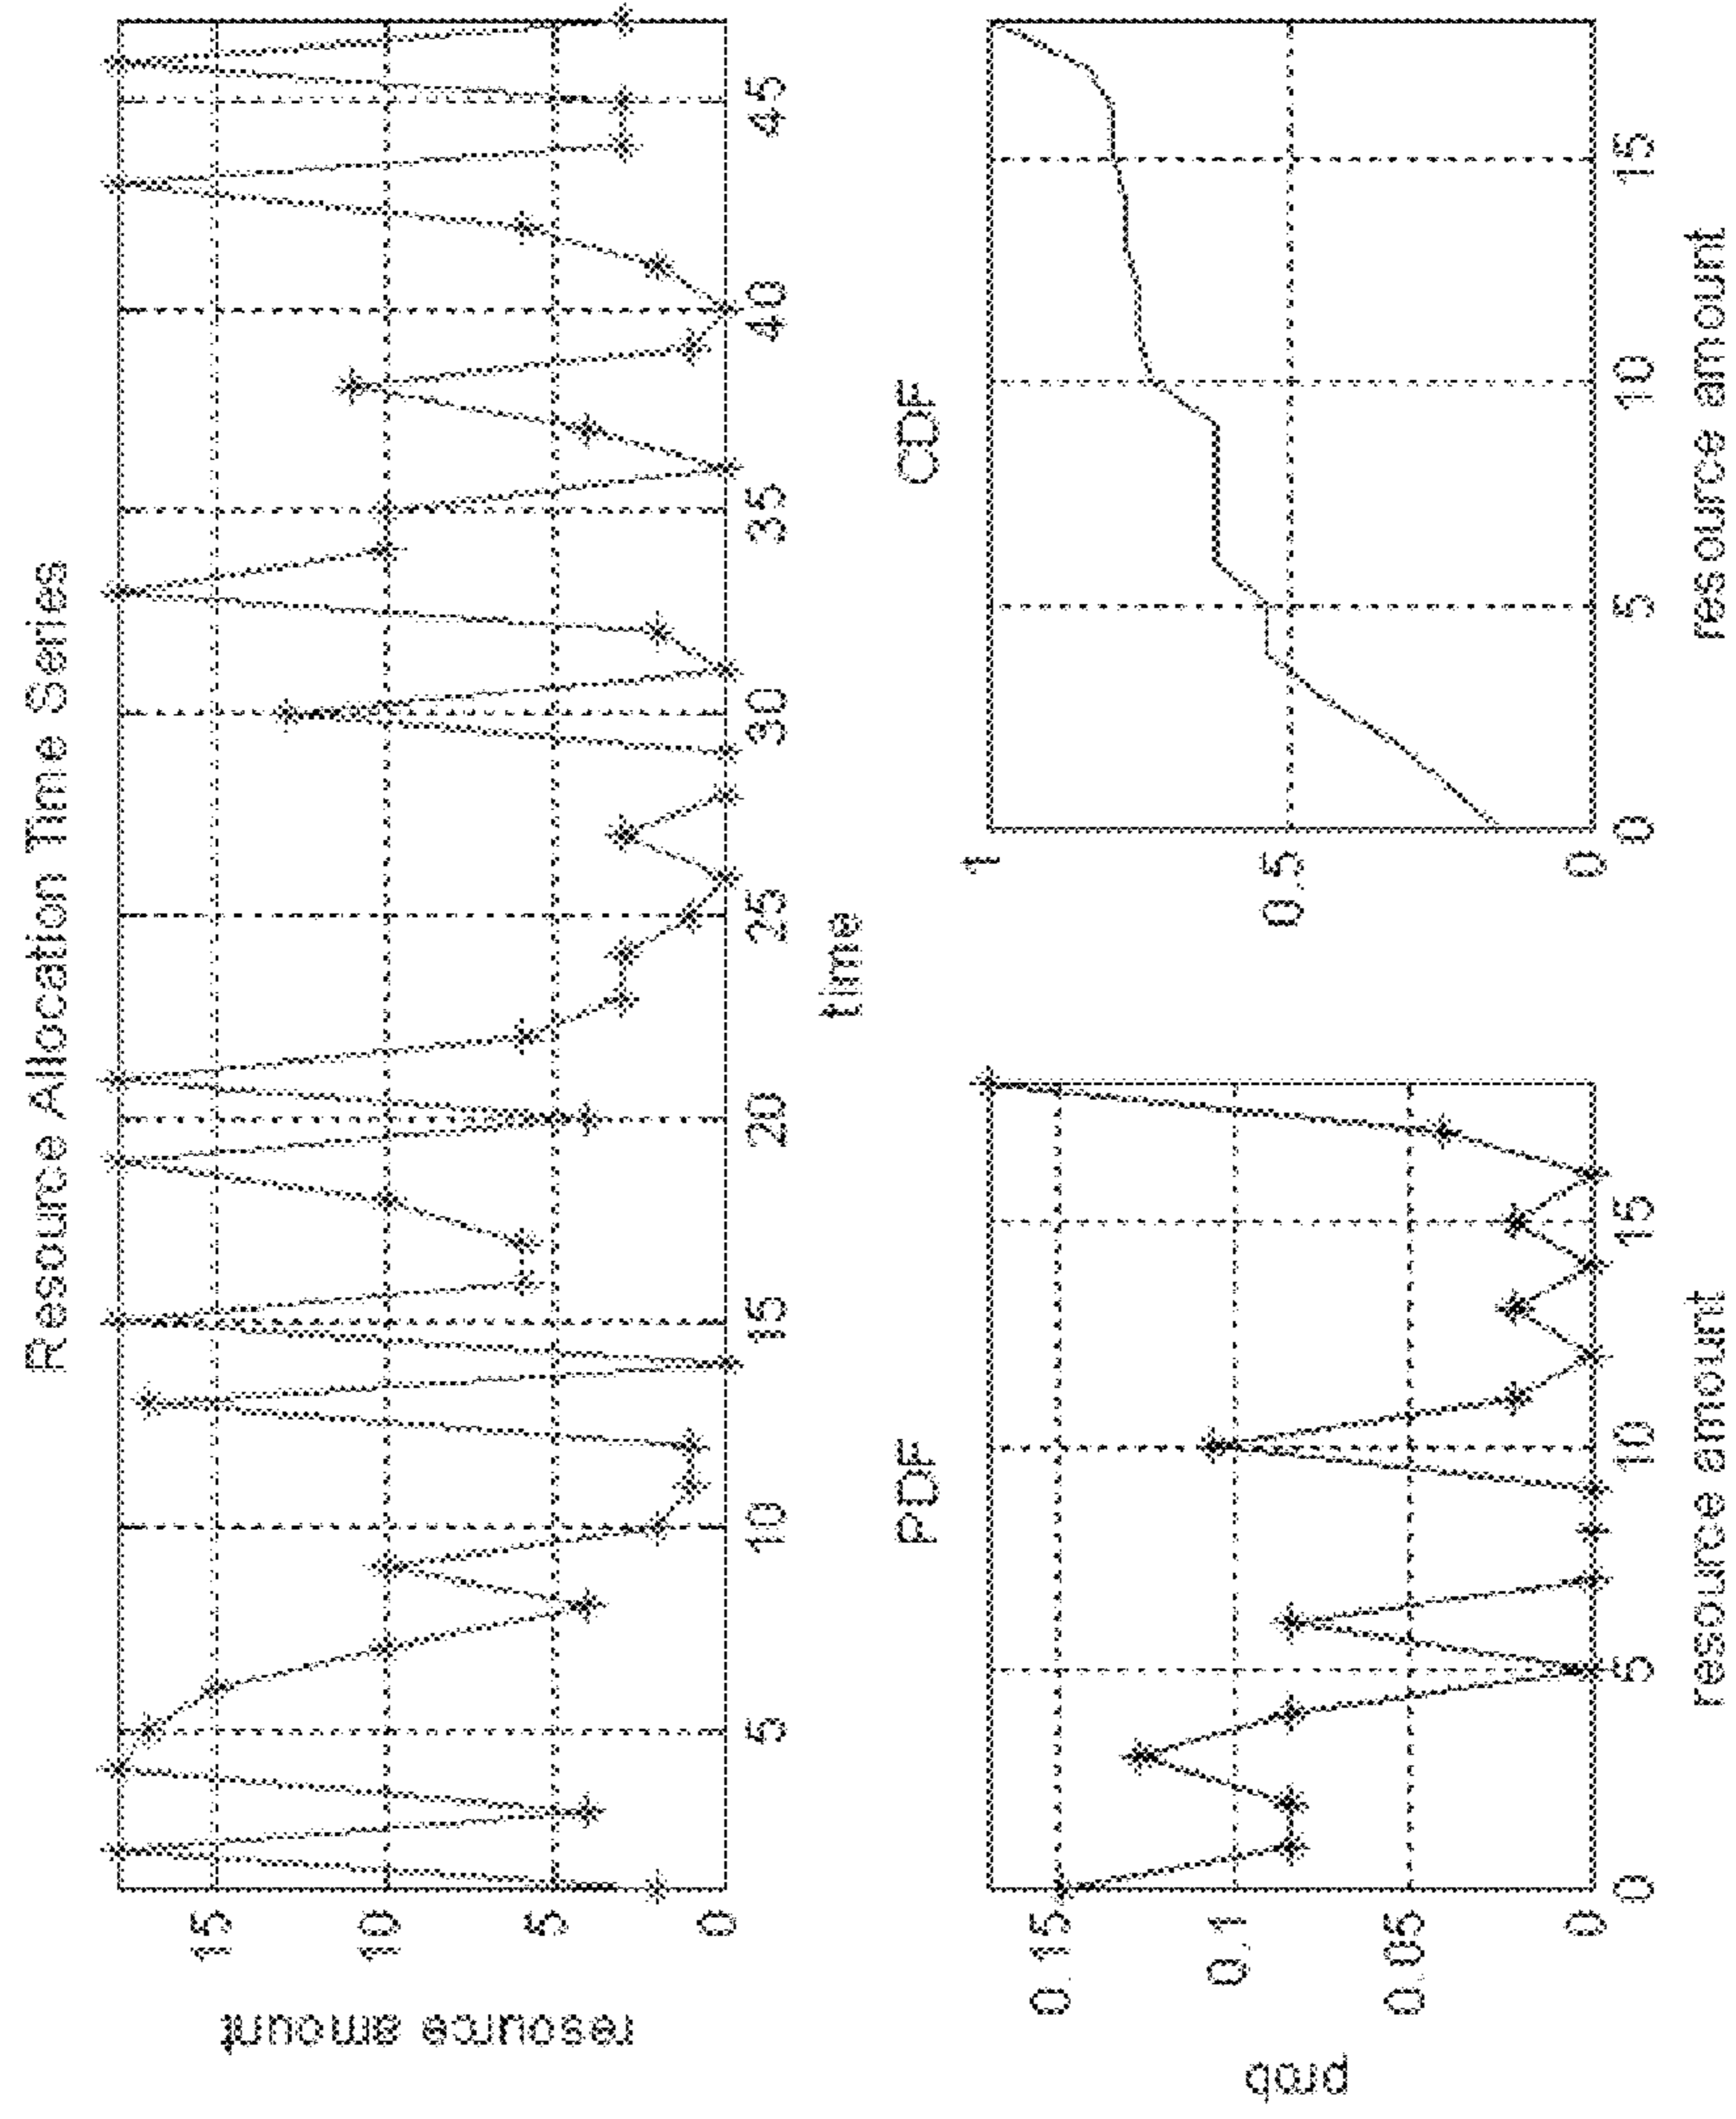 Resource Allocation Time Series
resource amount
15
10
5
0
5 10 15 20 25 30 35 40 45
time
PDF
prob
0.15
0.1
0.05
0
0 5 10 15
resource amount
CDF
1
0.5
0
0 5 10 15
resource amount